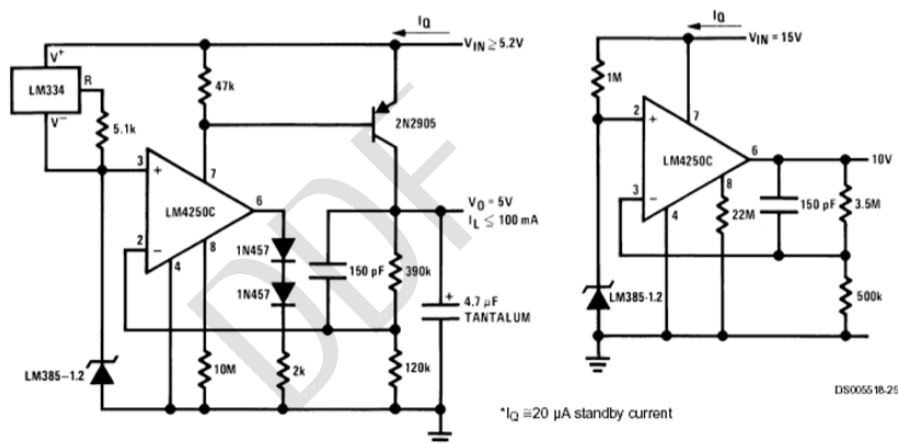 IQ
VIN ≥ 5.2V
V+
LM334
R
V−
5.1k
47k
2N2905
3
+
7
LM4250C
6
2
−
8
4
1N457
1N457
VO = 5V
IL ≤ 100 mA
150 pF
390k
+
4.7 μF
TANTALUM
LM385–1.2
10M
2k
120k
IQ
VIN = 15V
1M
2
+
7
LM4250C
6
10V
3
−
8
4
22M
150 pF
3.5M
LM385-1.2
500k
DS005518-25
*IQ ≅20 μA standby current
DDF